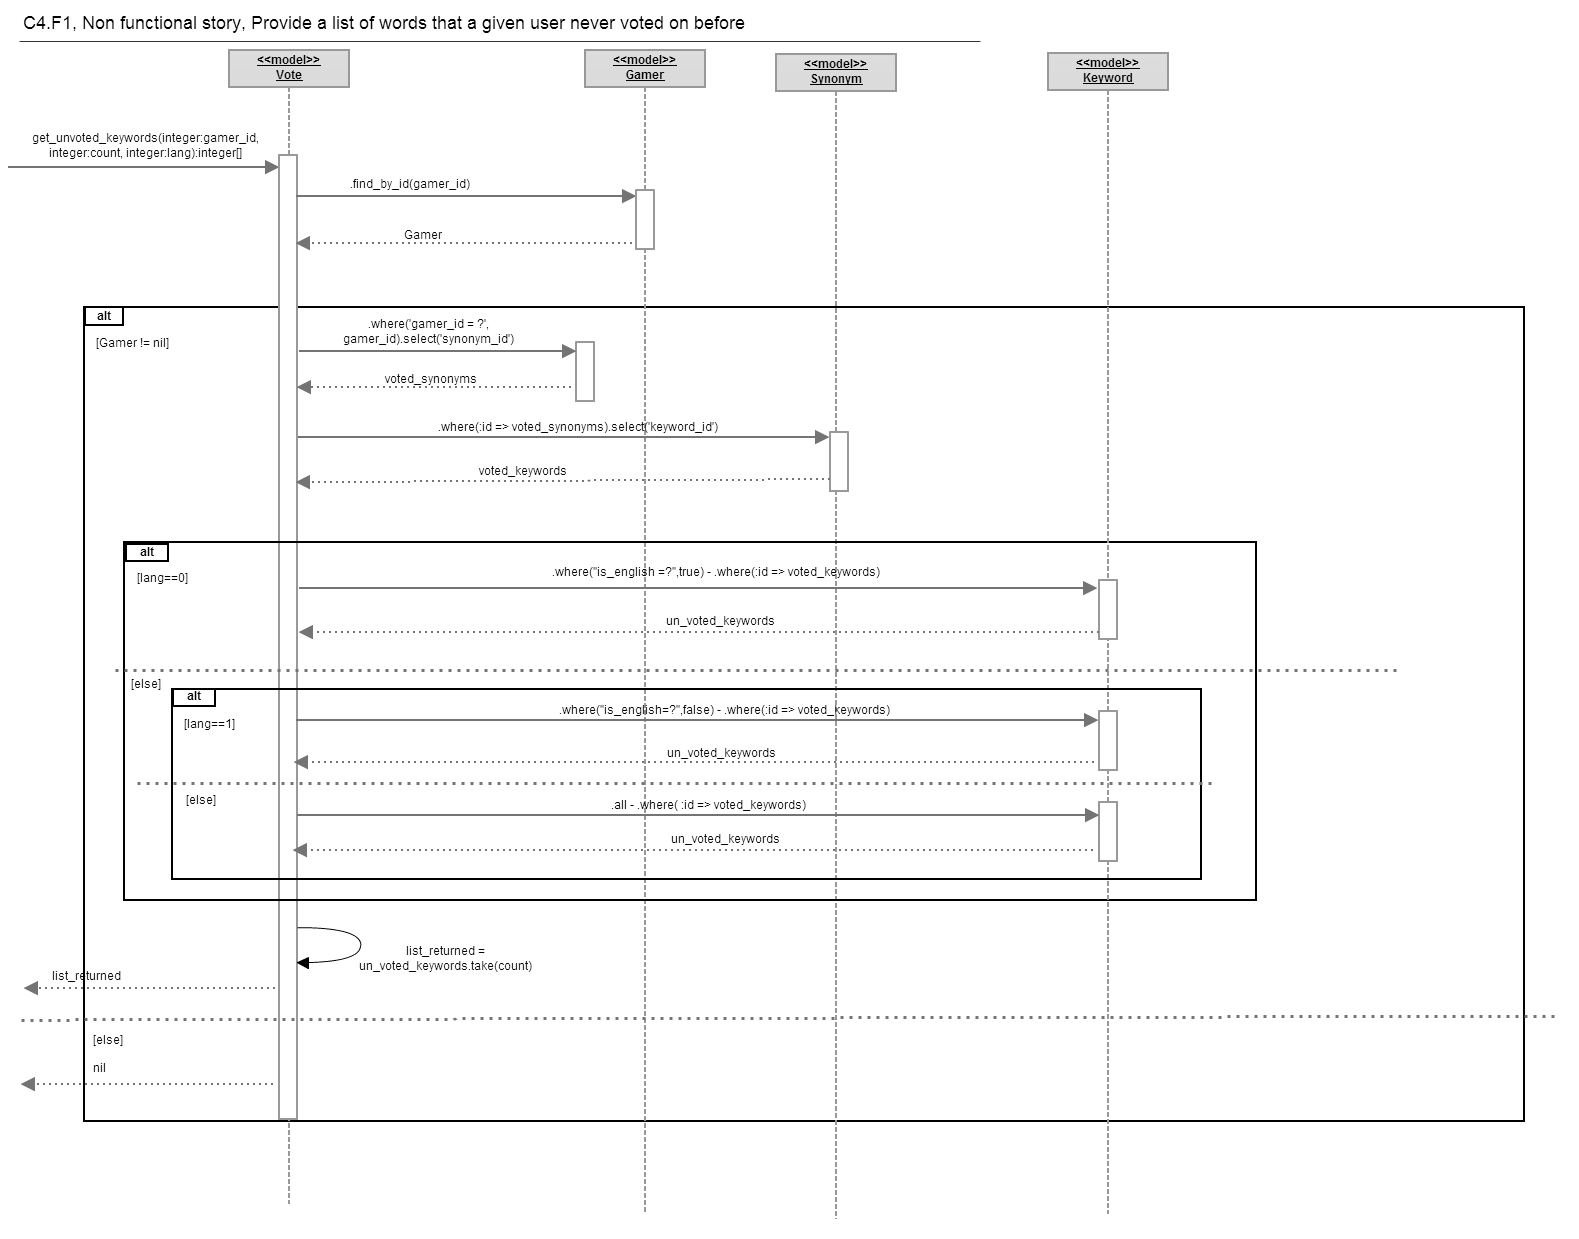 C4.F1, Non functional story, Provide a list of words that a given user never voted on before
<<model>>
Vote
<<model>>
Gamer
<<model>>
Synonym
<<model>>
Keyword
get_unvoted_keywords(integer:gamer_id,
integer:count, integer:lang):integer[]
.find_by_id(gamer_id)
Gamer
alt
[Gamer != nil]
.where('gamer_id = ?',
gamer_id).select('synonym_id')
voted_synonyms
.where(:id => voted_synonyms).select('keyword_id')
voted_keywords
alt
[lang==0]
.where("is_english =?",true) - .where(:id => voted_keywords)
un_voted_keywords
[else]
alt
[lang==1]
.where("is_english=?",false) - .where(:id => voted_keywords)
un_voted_keywords
[else]
.all - .where( :id => voted_keywords)
un_voted_keywords
list_returned =
un_voted_keywords.take(count)
list_returned
[else]
nil